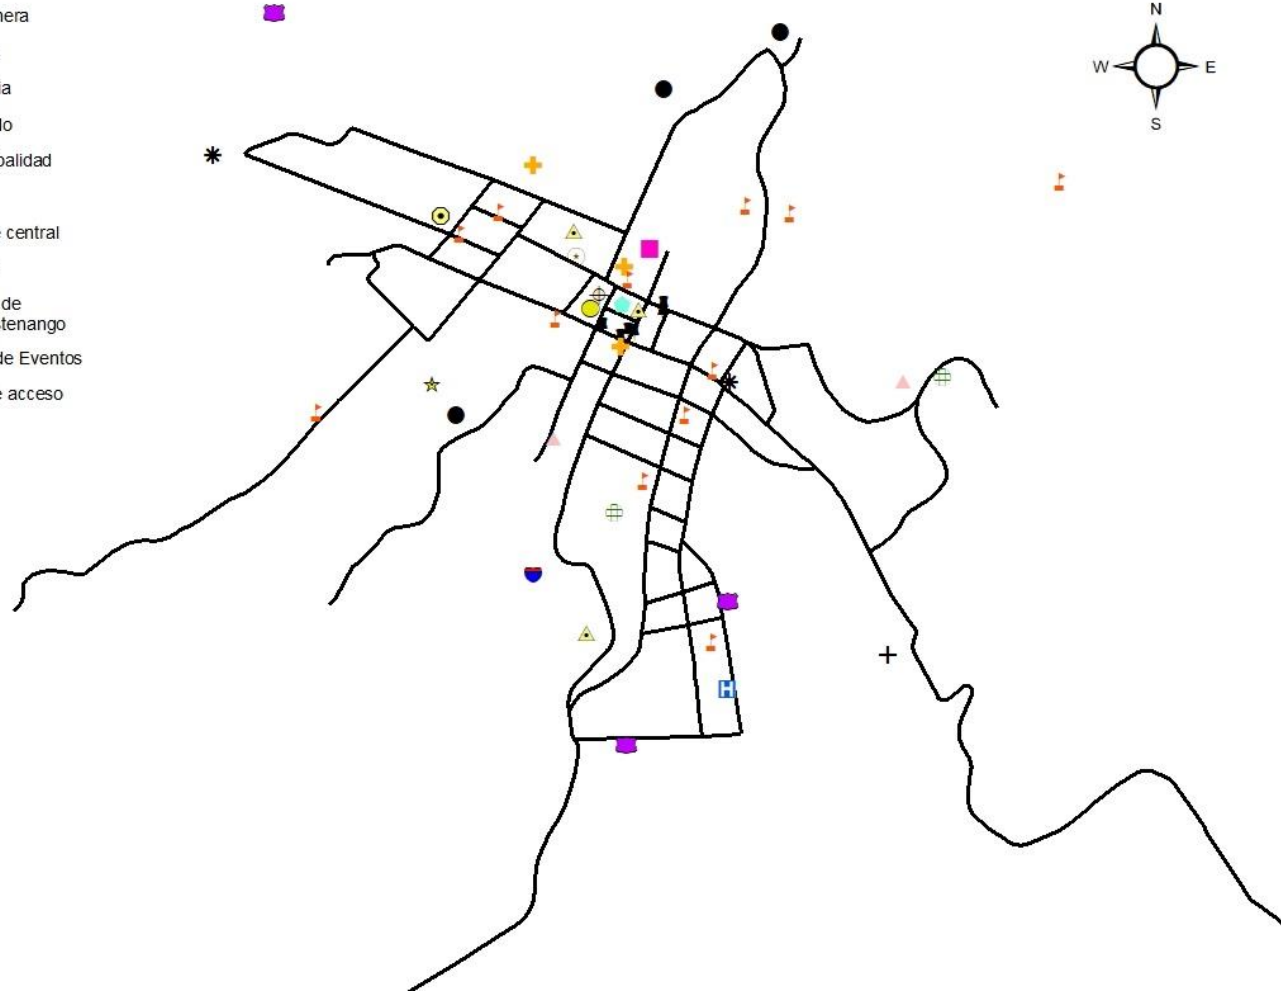 nera
ia
lo
palidad
central
de
tenango
de Eventos
acceso
N
W
E
S
H